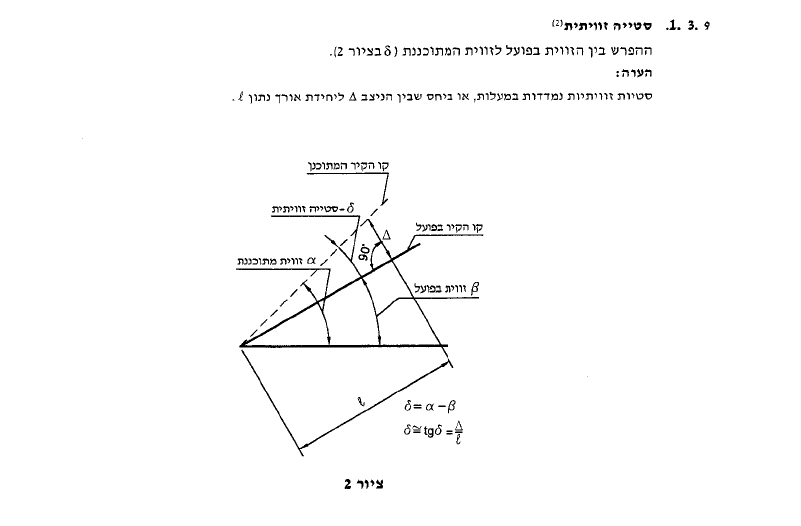 1. 3. 9. סטייה זוויתית (2)
ההפרש בין הזווית בפועל לזווית המתוכננת (δ בציור 2).
הערה:
סטיות זוויתיות נמדדות במעלות, או ביחס שבין הניצב Δ ליחידת אורך נתון ℓ.
קו הקיר המתוכנן
δ-סטייה זוויתית
קו הקיר בפועל
Δ
90°
α זווית מתוכננת
β זווית בפועל
ℓ
δ = α - β
δ ≅ tgδ = Δ/ℓ
ציור 2